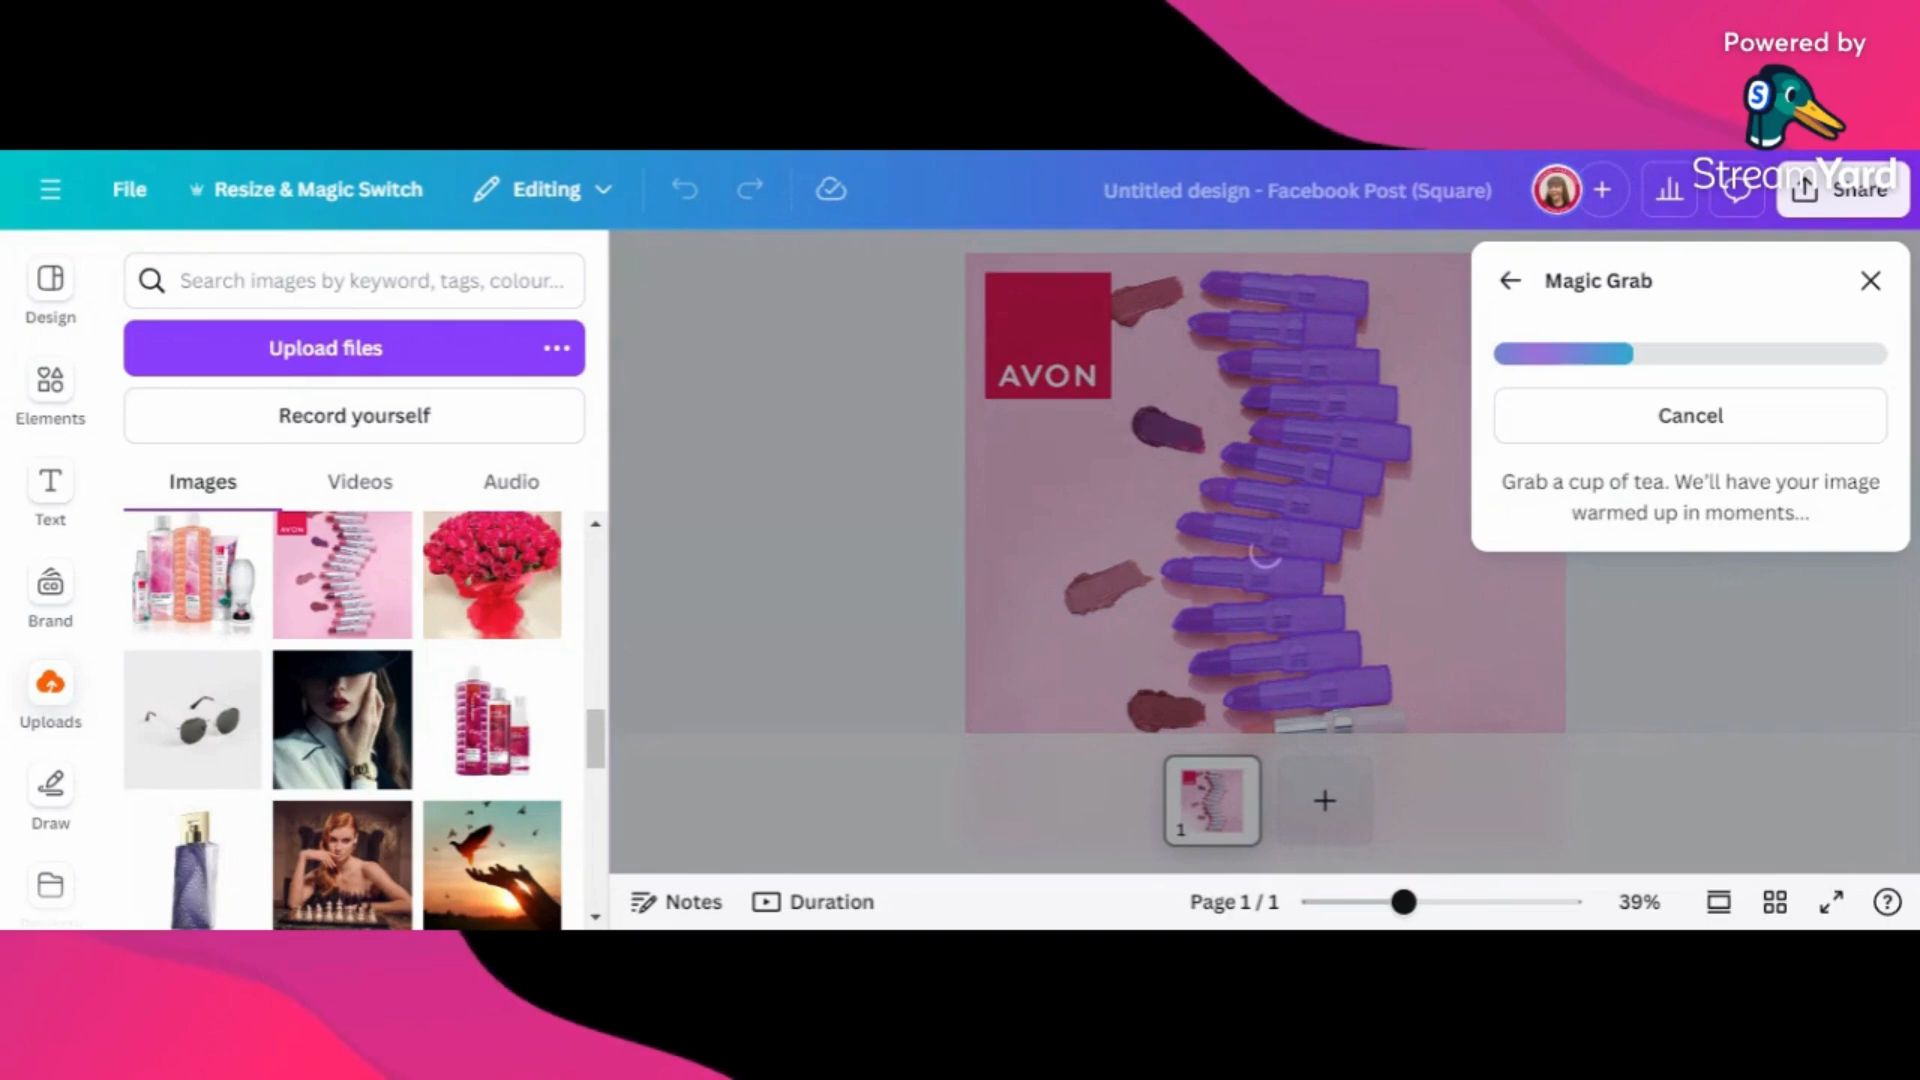 Powered by
StreamYard
File
Resize & Magic Switch
Editing
Untitled design - Facebook Post (Square)
Share
Search images by keyword, tags, colour...
Upload files
Record yourself
Images
Videos
Audio
Design
Elements
Text
Brand
Uploads
Draw
AVON
AVON
Magic Grab
Cancel
Grab a cup of tea. We'll have your image
warmed up in moments...
1
Notes
Duration
Page 1 / 1
39%